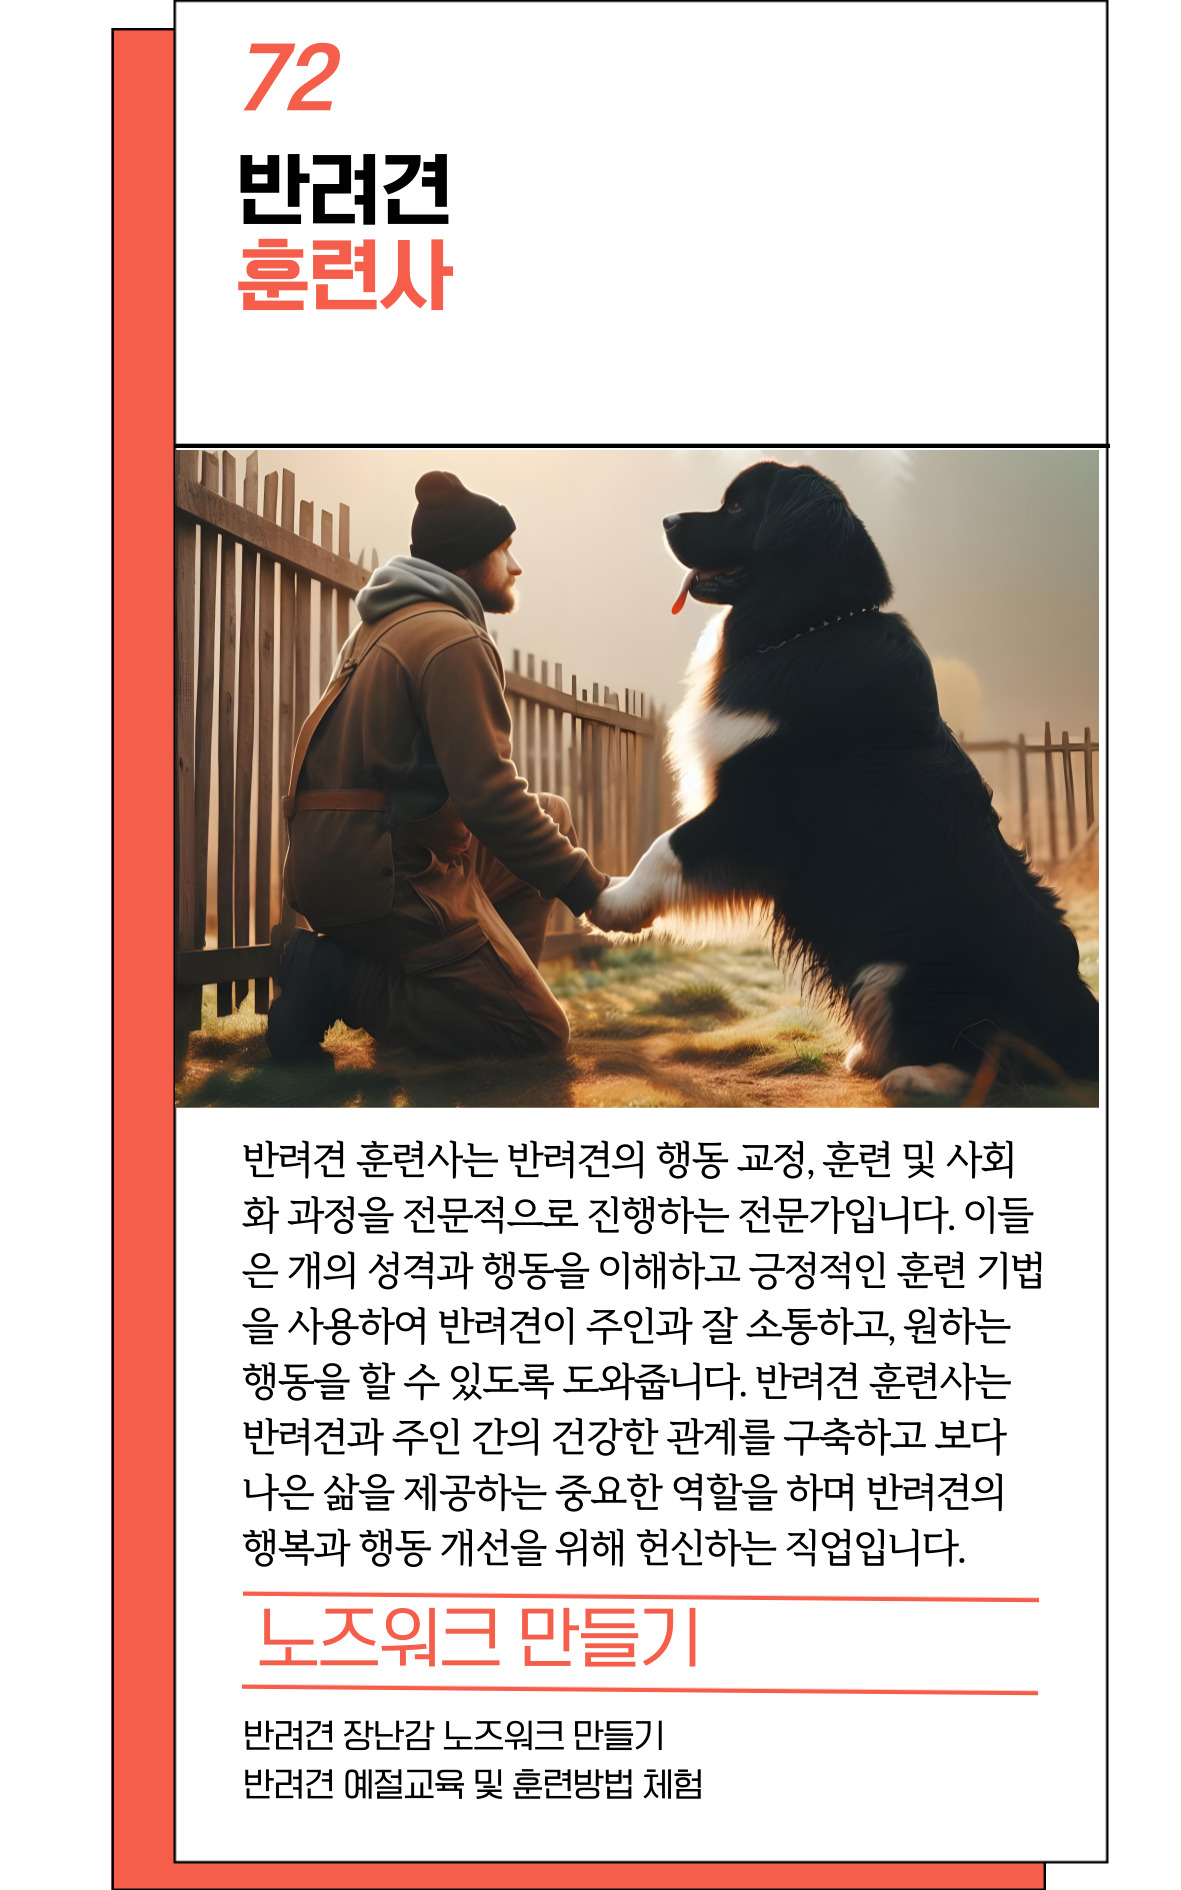 72
반려견
훈련사
반려견 훈련사는 반려견의 행동 교정, 훈련 및 사회
화 과정을 전문적으로 진행하는 전문가입니다. 이들
은 개의 성격과 행동을 이해하고 긍정적인 훈련 기법
을 사용하여 반려견이 주인과 잘 소통하고, 원하는
행동을 할 수 있도록 도와줍니다. 반려견 훈련사는
반려견과 주인 간의 건강한 관계를 구축하고 보다
나은 삶을 제공하는 중요한 역할을 하며 반려견의
행복과 행동 개선을 위해 헌신하는 직업입니다.
노즈워크 만들기
반려견 장난감 노즈워크 만들기
반려견 예절교육 및 훈련방법 체험